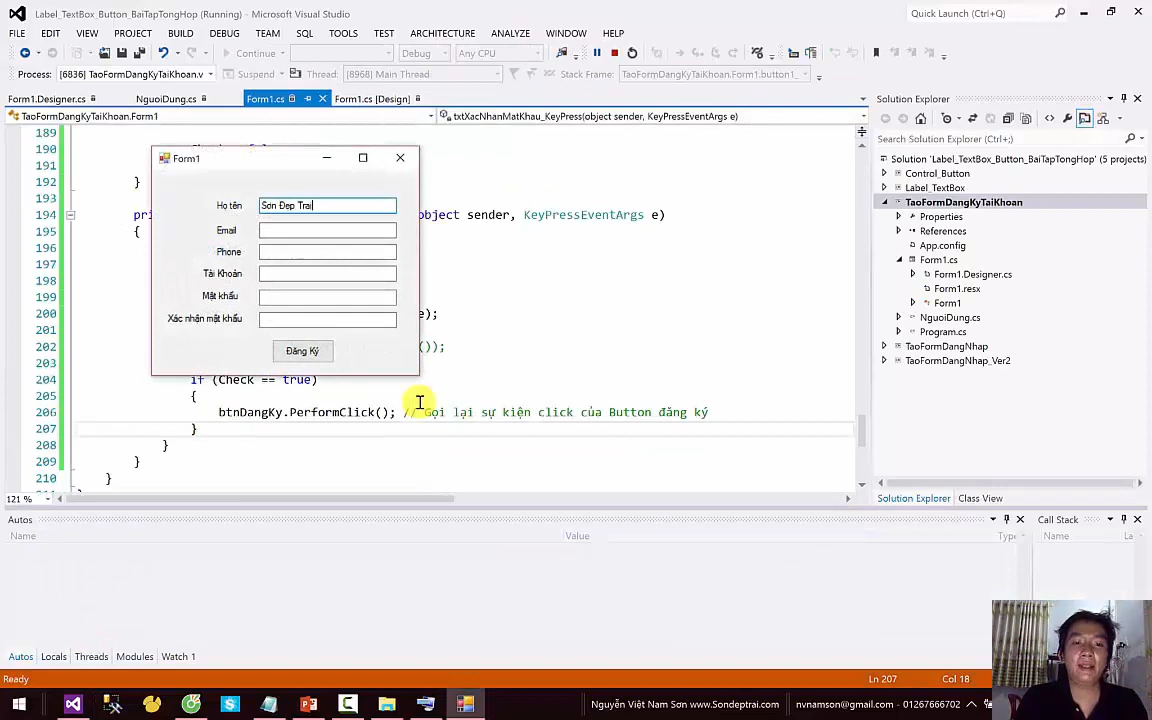 Label_TextBox_Button_BaiTapTongHop (Running) - Microsoft Visual Studio
Quick Launch (Ctrl+Q)
FILE EDIT VIEW PROJECT BUILD DEBUG TEAM SQL TOOLS TEST ARCHITECTURE ANALYZE WINDOW HELP
Continue Debug Any CPU
Process: [6836] TaoFormDangKyTaiKhoan.v Suspend Thread: [8968] Main Thread Stack Frame: TaoFormDangKyTaiKhoan.Form1.button1_
Form1.Designer.cs NguoiDung.cs Form1.cs Form1.cs [Design]
TaoFormDangKyTaiKhoan.Form1 txtXacNhanMatKhau_KeyPress(object sender, KeyPressEventArgs e)
189
190
191
192 }
193
194 object sender, KeyPressEventArgs e)
195 {
196
197
198
199
200 e);
201
202 ());
203
204 if (Check == true)
205 {
206 btnDangKy.PerformClick(); // Gọi lại sự kiện click của Button đăng ký
207 }
208 }
209 }
210 }
121 %
Form1
Họ tên Sơn Đẹp Trai
Email
Phone
Tài Khoản
Mật khẩu
Xác nhận mật khẩu
Đăng Ký
Solution Explorer
Search Solution Explorer (Ctrl+;)
Solution 'Label_TextBox_Button_BaiTapTongHop' (5 projects)
Control_Button
Label_TextBox
TaoFormDangKyTaiKhoan
Properties
References
App.config
Form1.cs
Form1.Designer.cs
Form1.resx
Form1
NguoiDung.cs
Program.cs
TaoFormDangNhap
TaoFormDangNhap_Ver2
Solution Explorer Class View
Autos
Name Value
Call Stack
Name
Autos Locals Threads Modules Watch 1
Ready Ln 207 Col 18
Nguyễn Việt Nam Sơn www.Sondeptrai.com nvnamson@gmail.com - 01267666702